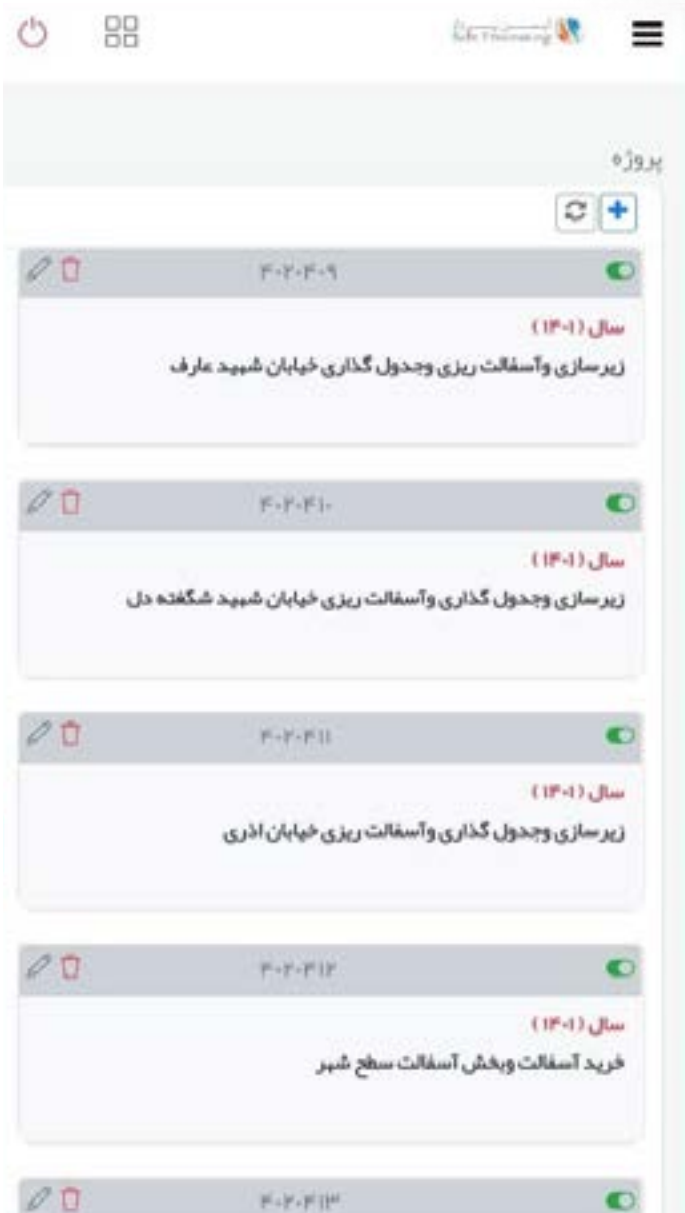 پروژه
۴۰۲۰۴۰۹
سال (۱۴۰۱)
زیرسازی وآسفالت ریزی وجدول گذاری خیابان شهید عارف
۴۰۲۰۴۱۰
سال (۱۴۰۱)
زیرسازی وجدول گذاری وآسفالت ریزی خیابان شهید شگفته دل
۴۰۲۰۴۱۱
سال (۱۴۰۱)
زیرسازی وجدول گذاری وآسفالت ریزی خیابان اذری
۴۰۲۰۴۱۲
سال (۱۴۰۱)
خرید آسفالت وپخش آسفالت سطح شهر
۴۰۲۰۴۱۳